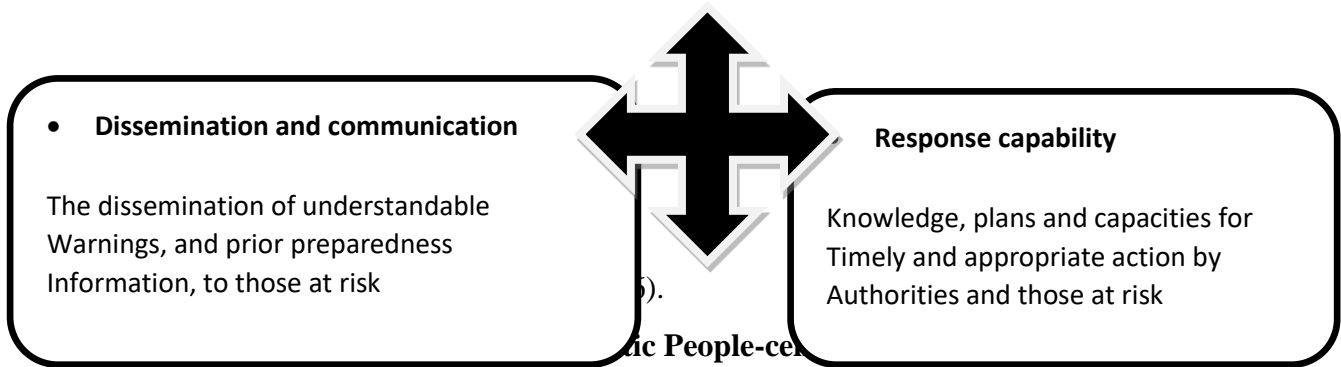 • Dissemination and communication
The dissemination of understandable
Warnings, and prior preparedness
Information, to those at risk
• Response capability
Knowledge, plans and capacities for
Timely and appropriate action by
Authorities and those at risk
).
People-